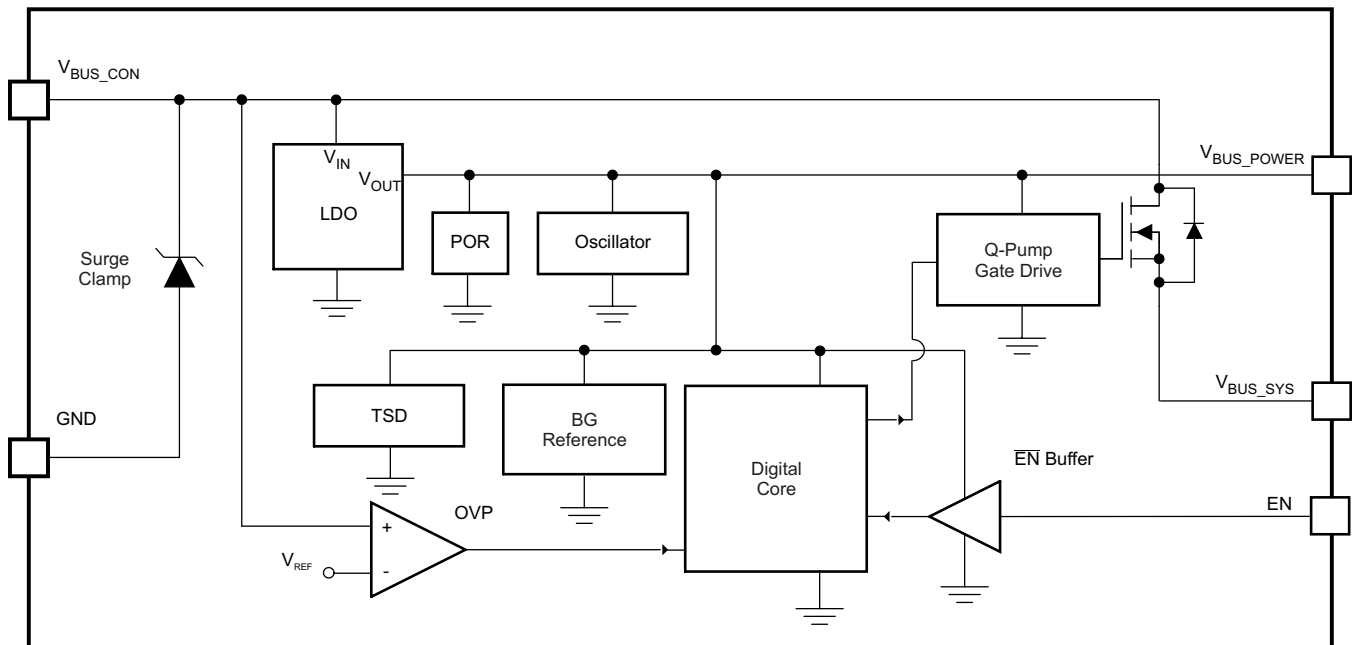 V_BUS_CON
V_IN
V_OUT
LDO
V_BUS_POWER
POR
Oscillator
Q-Pump
Gate Drive
Surge
Clamp
V_BUS_SYS
GND
TSD
BG
Reference
Digital
Core
E̅N̅ Buffer
EN
OVP
+
V_REF
-